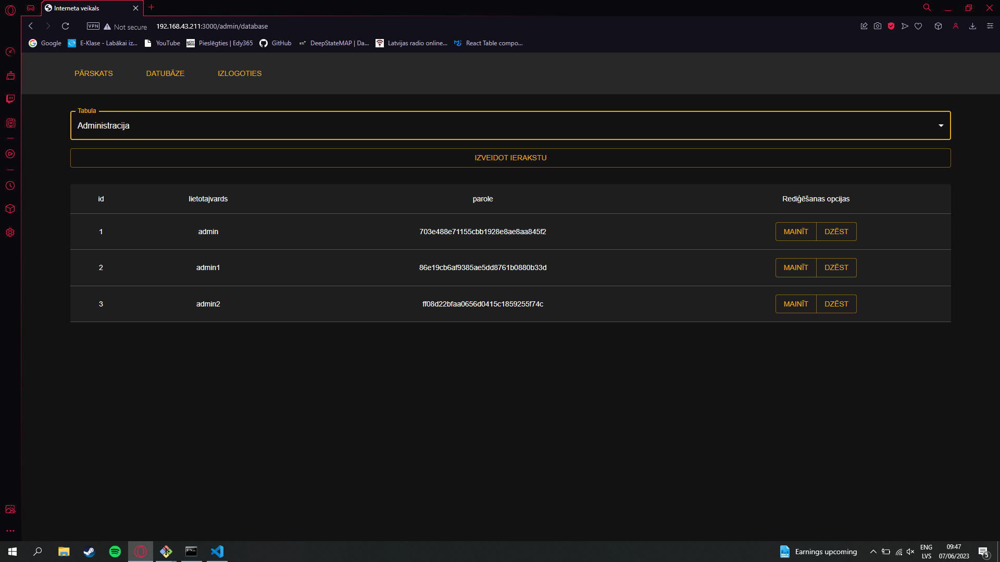 Interneta veikals
VPN Not secure 192.168.43.211:3000/admin/database
Google E-Klase - Labākai iz... YouTube Pieslēgties | Edy365 GitHub DeepStateMAP | Da... Latvijas radio online... React Table compo...
PĀRSKATS DATUBĀZE IZLOGOTIES
Tabula
Administracija
IZVEIDOT IERAKSTU
id lietotajvards parole Rediģēšanas opcijas
1 admin 703e488e71155cbb1928e8ae8aa845f2 MAINĪT DZĒST
2 admin1 86e19cb6af9385ae5dd8761b0880b33d MAINĪT DZĒST
3 admin2 ff08d22bfaa0656d0415c1859255f74c MAINĪT DZĒST
Earnings upcoming
ENG
LVS
09:47
07/06/2023
5